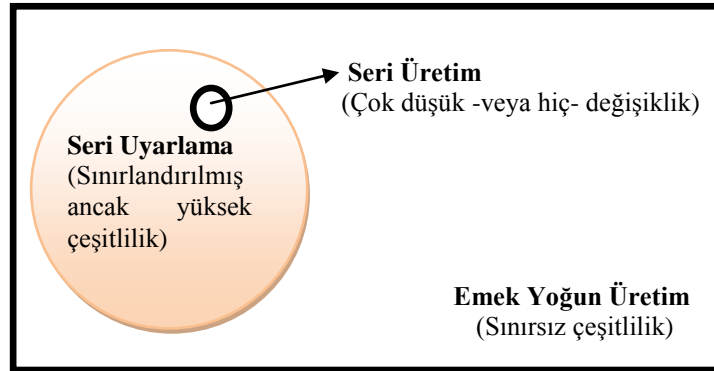 Seri Üretim
(Çok düşük -veya hiç- değişiklik)
Seri Uyarlama
(Sınırlandırılmış
ancak yüksek
çeşitlilik)
Emek Yoğun Üretim
(Sınırsız çeşitlilik)